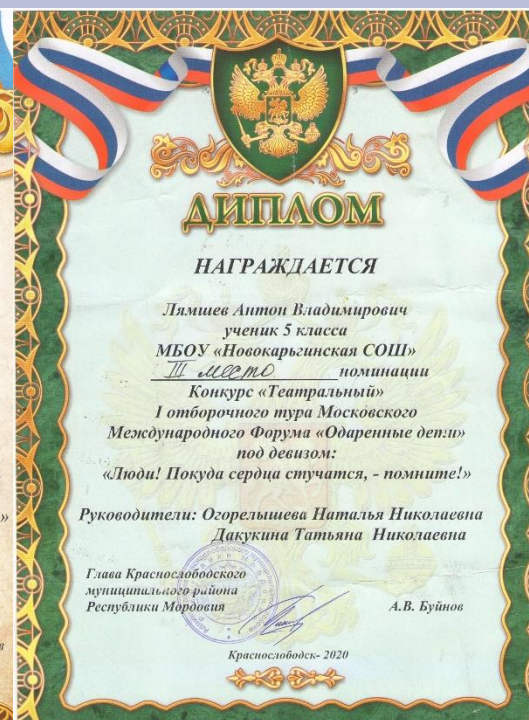 ДИПЛОМ
НАГРАЖДАЕТСЯ
Лямшев Антон Владимирович
ученик 5 класса
МБОУ «Новокарьгинская СОШ»
III место номинации
Конкурс «Театральный»
I отборочного тура Московского
Международного Форума «Одаренные дети»
под девизом:
«Люди! Покуда сердца стучатся, - помните!»
Руководители: Огорелышева Наталья Николаевна
Дакукина Татьяна Николаевна
Глава Краснослободского
муниципального района
Республики Мордовия А.В. Буйнов
Краснослободск- 2020